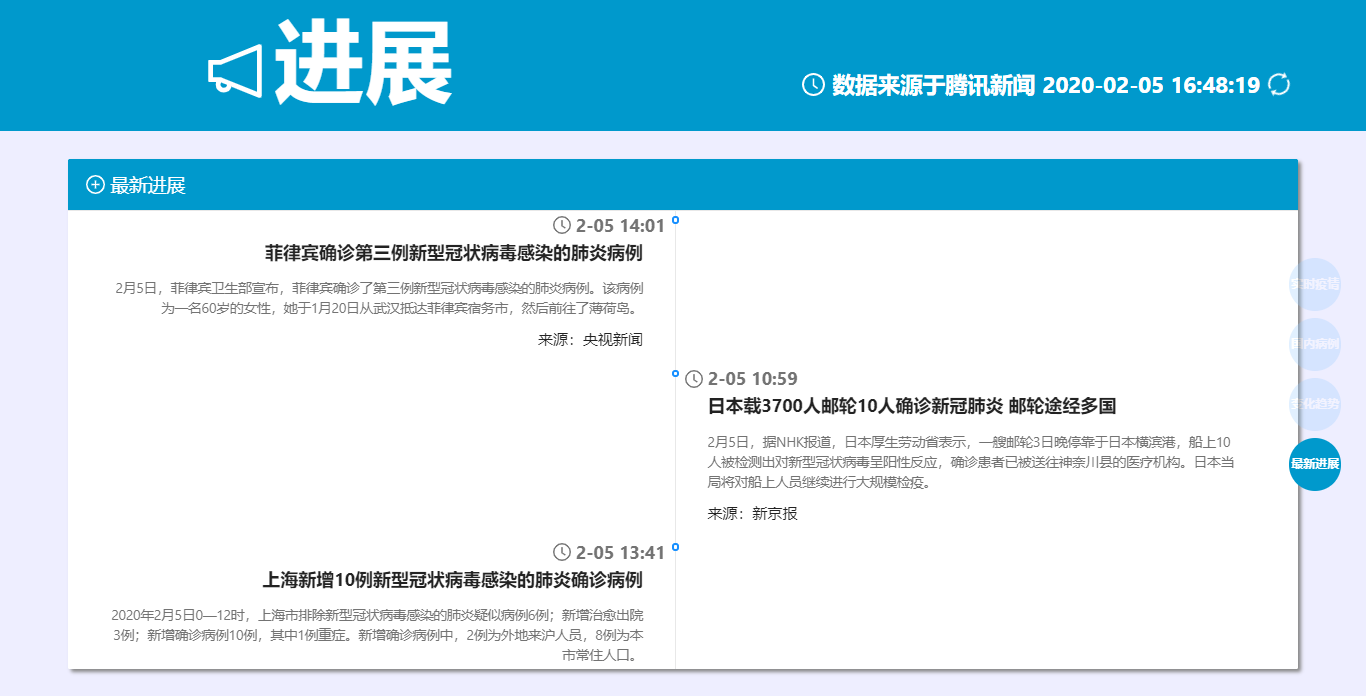 进展
数据来源于腾讯新闻 2020-02-05 16:48:19
最新进展
2-05 14:01
菲律宾确诊第三例新型冠状病毒感染的肺炎病例
2月5日，菲律宾卫生部宣布，菲律宾确诊了第三例新型冠状病毒感染的肺炎病例。该病例
为一名60岁的女性，她于1月20日从武汉抵达菲律宾宿务市，然后前往了薄荷岛。
来源：央视新闻
2-05 10:59
日本载3700人邮轮10人确诊新冠肺炎 邮轮途经多国
2月5日，据NHK报道，日本厚生劳动省表示，一艘邮轮3日晚停靠于日本横滨港，船上10
人被检测出对新型冠状病毒呈阳性反应，确诊患者已被送往神奈川县的医疗机构。日本当
局将对船上人员继续进行大规模检疫。
来源：新京报
2-05 13:41
上海新增10例新型冠状病毒感染的肺炎确诊病例
2020年2月5日0—12时，上海市排除新型冠状病毒感染的肺炎疑似病例6例；新增治愈出院
3例；新增确诊病例10例，其中1例重症。新增确诊病例中，2例为外地来沪人员，8例为本
市常住人口。
实时疫情
国内病例
变化趋势
最新进展